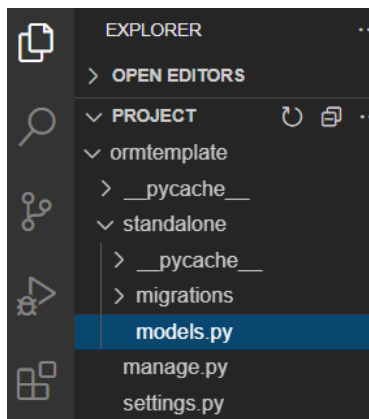 EXPLORER
OPEN EDITORS
PROJECT
ormtemplate
__pycache__
standalone
__pycache__
migrations
models.py
manage.py
settings.py